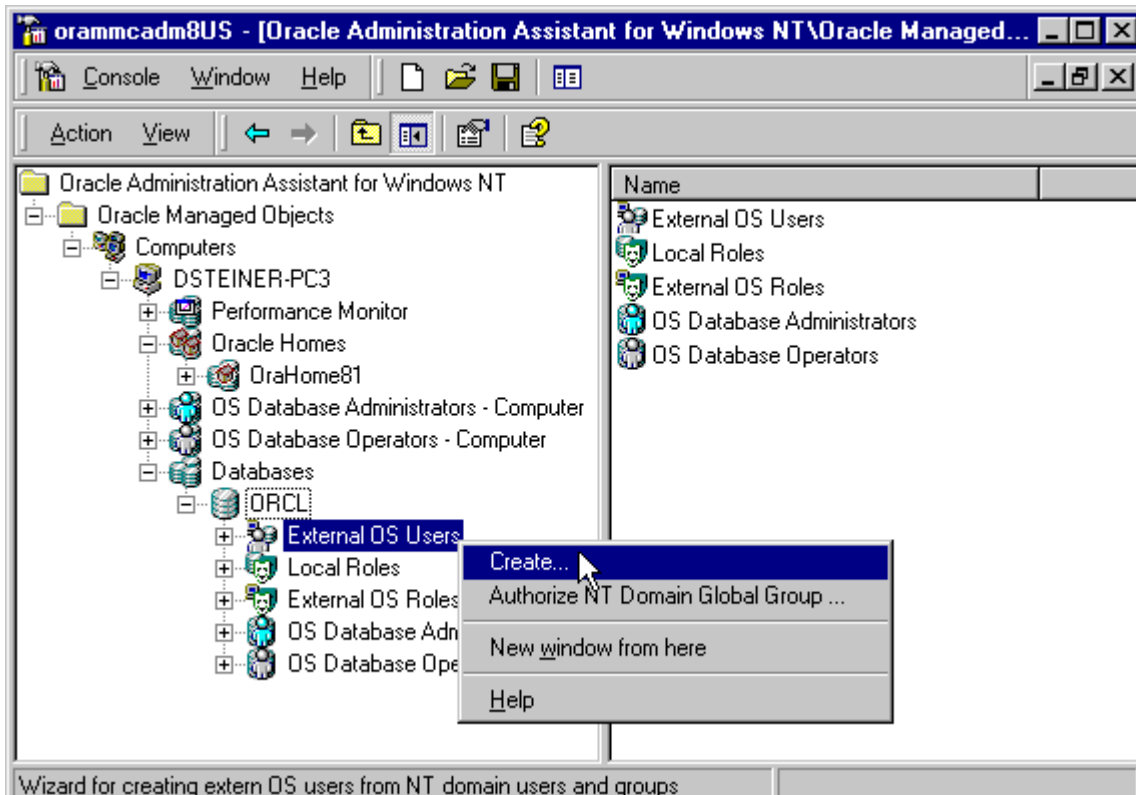 orammcadm8US - [Oracle Administration Assistant for Windows NT\Oracle Managed...
Console Window Help
Action View
Oracle Administration Assistant for Windows NT
Oracle Managed Objects
Computers
DSTEINER-PC3
Performance Monitor
Oracle Homes
OraHome81
OS Database Administrators - Computer
OS Database Operators - Computer
Databases
ORCL
External OS Users
Local Roles
External OS Roles
OS Database Adm
OS Database Ope
Create...
Authorize NT Domain Global Group ...
New window from here
Help
Name
External OS Users
Local Roles
External OS Roles
OS Database Administrators
OS Database Operators
Wizard for creating extern OS users from NT domain users and groups